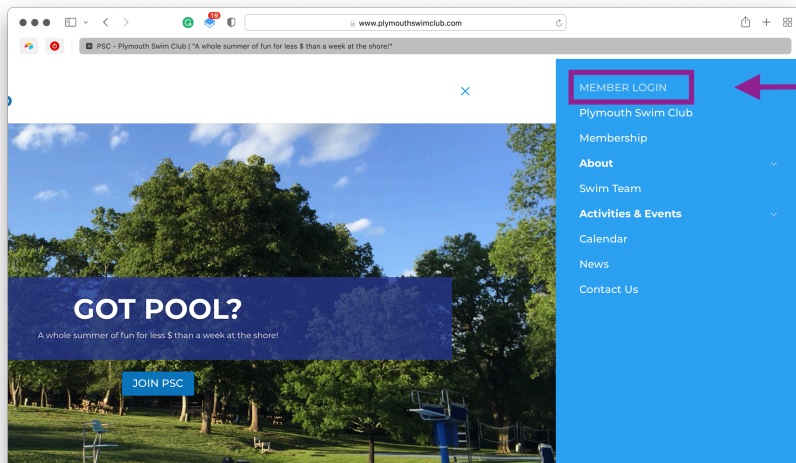 19
www.plymouthswimclub.com
PSC - Plymouth Swim Club | "A whole summer of fun for less $ than a week at the shore!"
MEMBER LOGIN
Plymouth Swim Club
Membership
About
Swim Team
Activities & Events
Calendar
News
Contact Us
GOT POOL?
A whole summer of fun for less $ than a week at the shore!
JOIN PSC